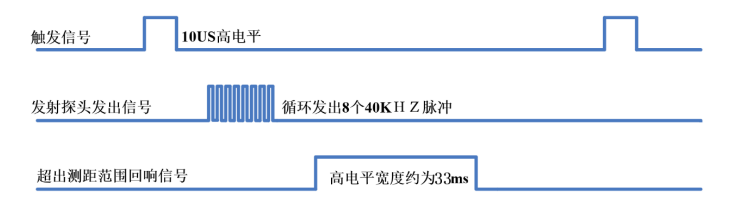 触发信号 10US高电平
发射探头发出信号 循环发出8个40KＨＺ脉冲
超出测距范围回响信号 高电平宽度约为33ms